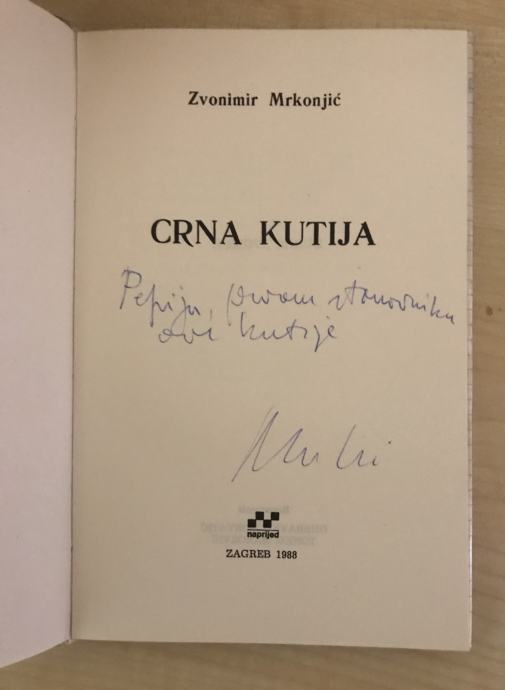 Zvonimir Mrkonjić
CRNA KUTIJA
Pepiju, prvom stanovniku
ove kutije
naprijed
ZAGREB 1988